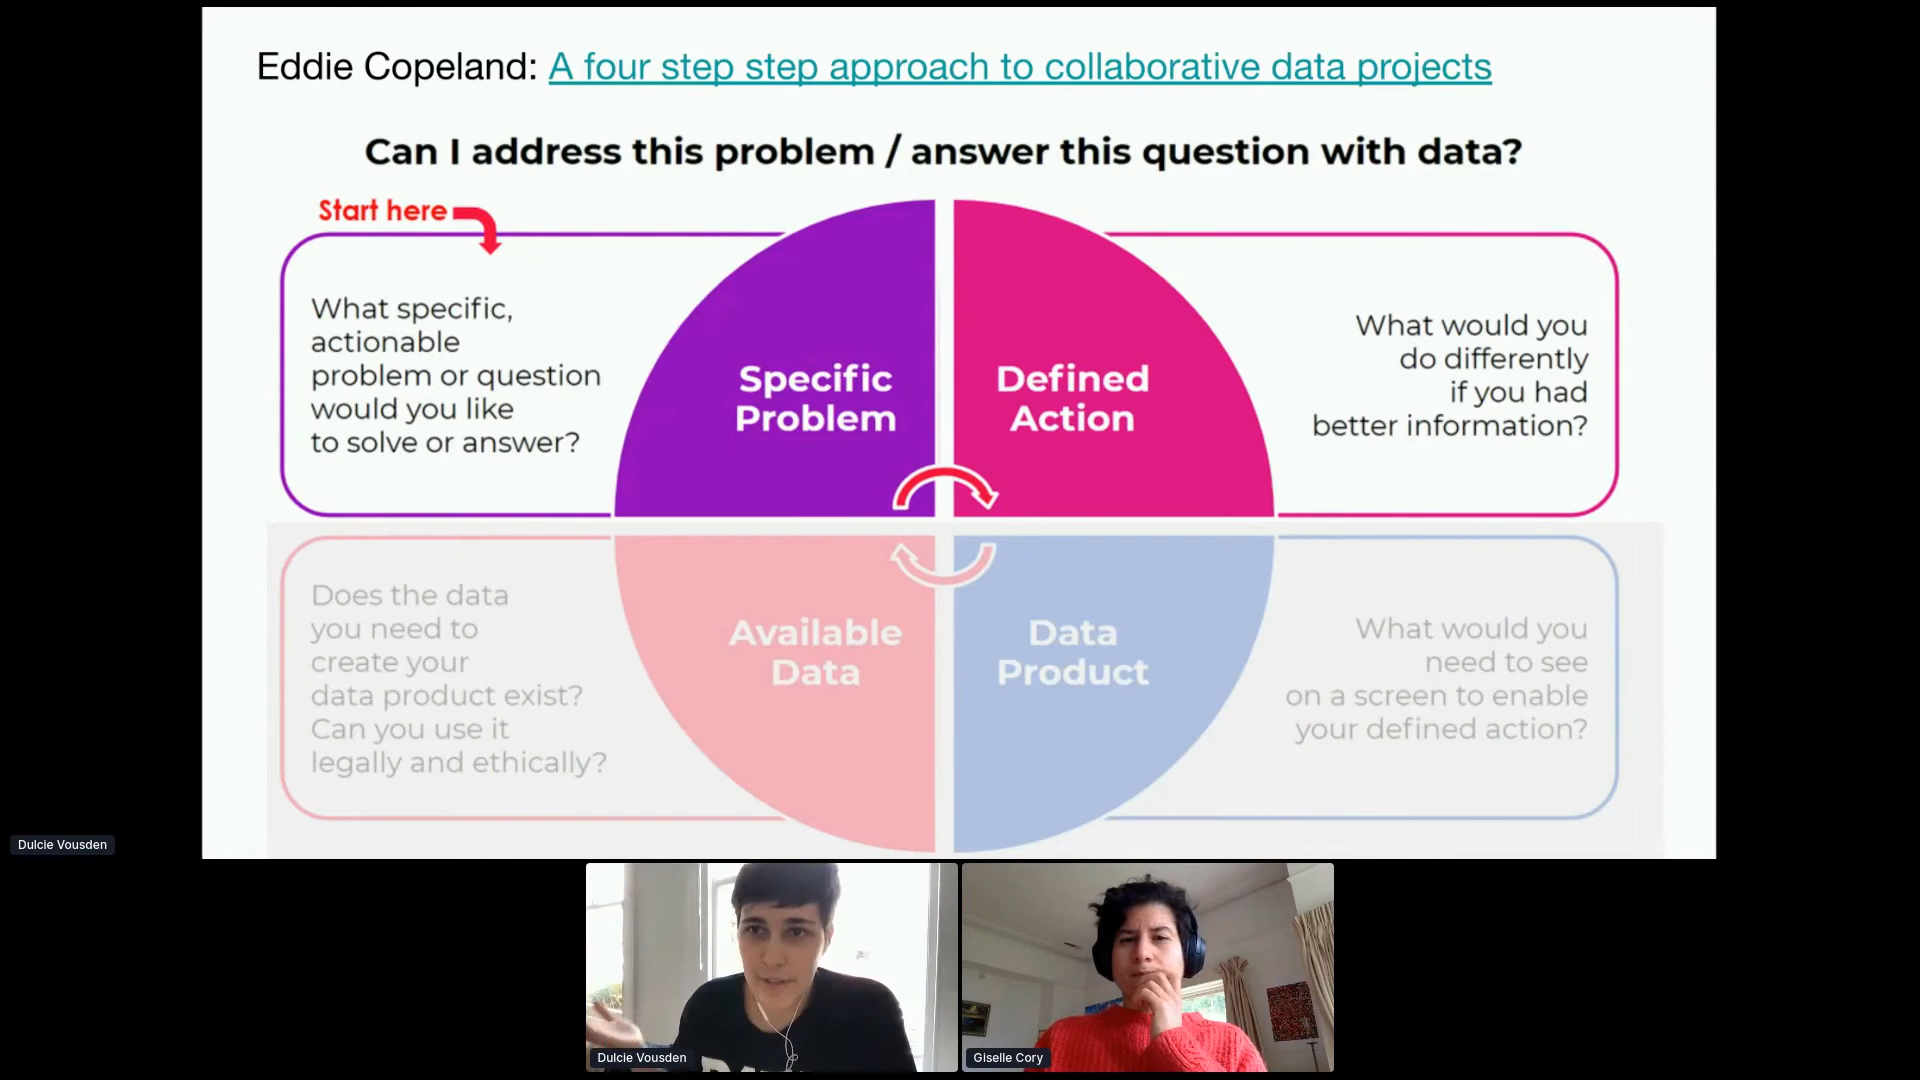 Eddie Copeland: A four step step approach to collaborative data projects
Can I address this problem / answer this question with data?
Start here
What specific,
actionable
problem or question
would you like
to solve or answer?
Specific
Problem
Defined
Action
What would you
do differently
if you had
better information?
Does the data
you need to
create your
data product exist?
Can you use it
legally and ethically?
Available
Data
Data
Product
What would you
need to see
on a screen to enable
your defined action?
Dulcie Vousden
Dulcie Vousden
Giselle Cory